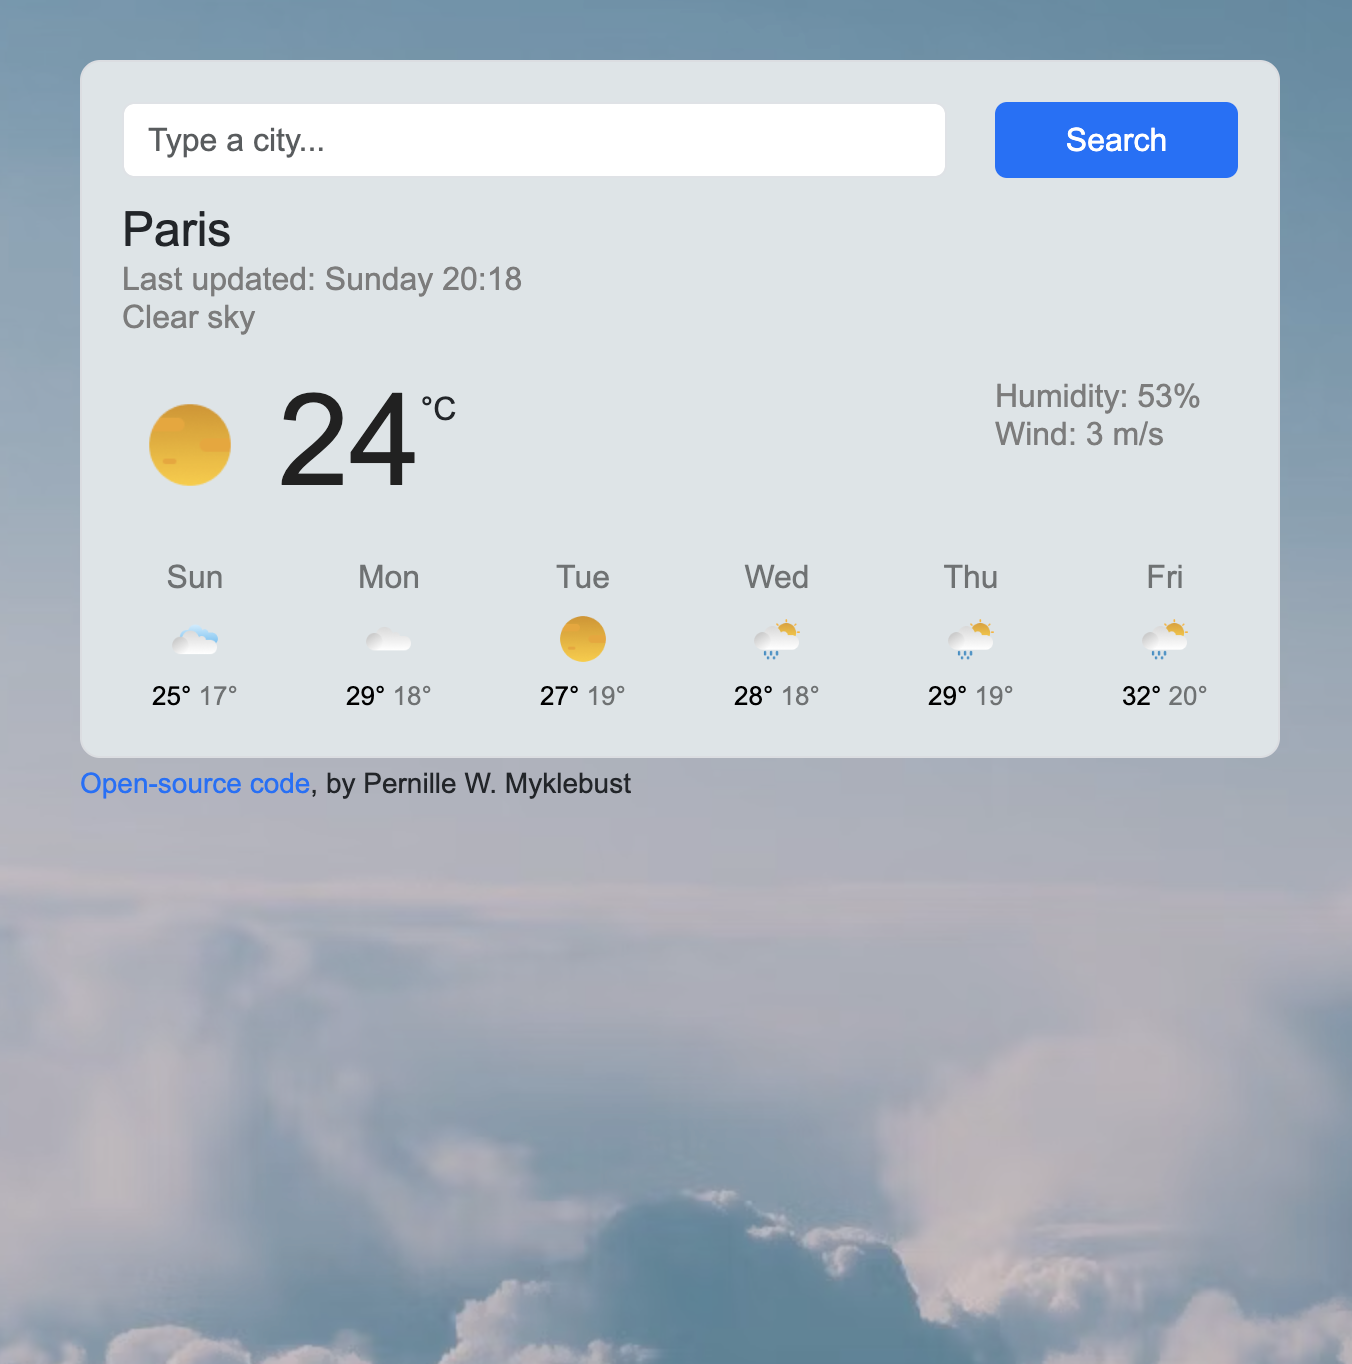 Type a city...
Search
Paris
Last updated: Sunday 20:18
Clear sky
24 °C
Humidity: 53%
Wind: 3 m/s
Sun Mon Tue Wed Thu Fri
25° 17° 29° 18° 27° 19° 28° 18° 29° 19° 32° 20°
Open-source code, by Pernille W. Myklebust